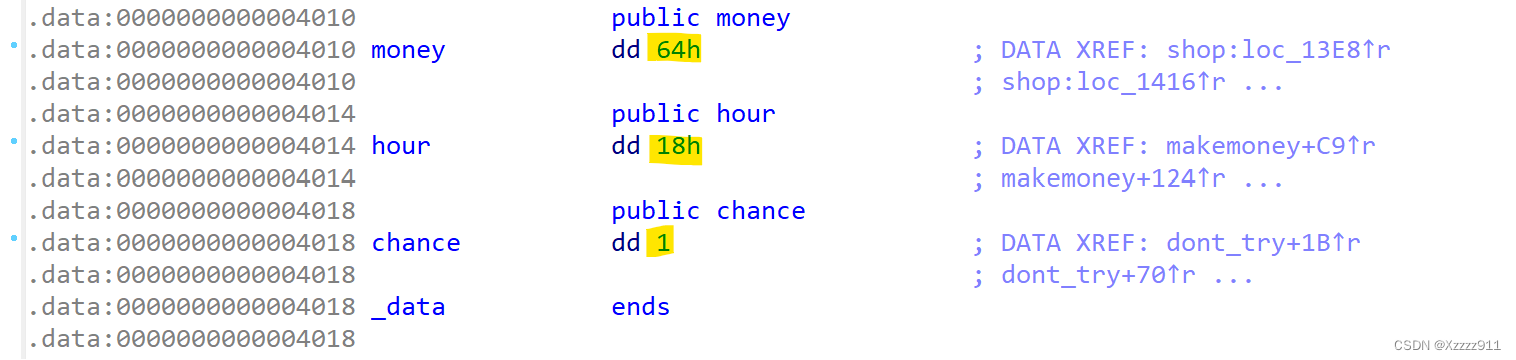 .data:0000000000004010 public money
.data:0000000000004010 money dd 64h ; DATA XREF: shop:loc_13E8↑r
.data:0000000000004010 ; shop:loc_1416↑r ...
.data:0000000000004014 public hour
.data:0000000000004014 hour dd 18h ; DATA XREF: makemoney+C9↑r
.data:0000000000004014 ; makemoney+124↑r ...
.data:0000000000004018 public chance
.data:0000000000004018 chance dd 1 ; DATA XREF: dont_try+1B↑r
.data:0000000000004018 ; dont_try+70↑r ...
.data:0000000000004018 _data ends
.data:0000000000004018
CSDN @Xzzzz911